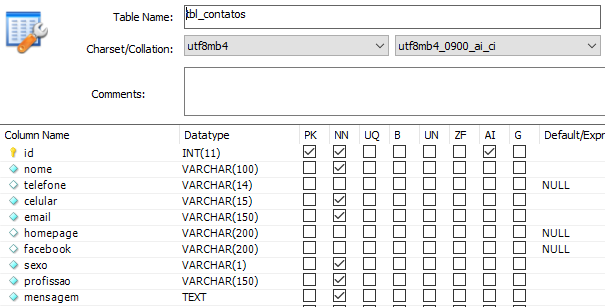 Table Name: tbl_contatos
Charset/Collation: utf8mb4 utf8mb4_0900_ai_ci
Comments:
Column Name Datatype PK NN UQ B UN ZF AI G Default/Expr
id INT(11)
nome VARCHAR(100)
telefone VARCHAR(14) NULL
celular VARCHAR(15)
email VARCHAR(150)
homepage VARCHAR(200) NULL
facebook VARCHAR(200) NULL
sexo VARCHAR(1)
profissao VARCHAR(150)
mensagem TEXT